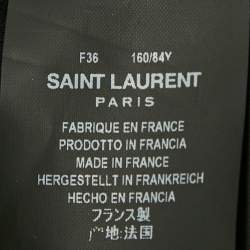 F36 160/84Y
SAINT LAURENT
PARIS
FABRIQUE EN FRANCE
PRODOTTO IN FRANCIA
MADE IN FRANCE
HERGESTELLT IN FRANKREICH
HECHO EN FRANCIA
フランス製
产地:法国